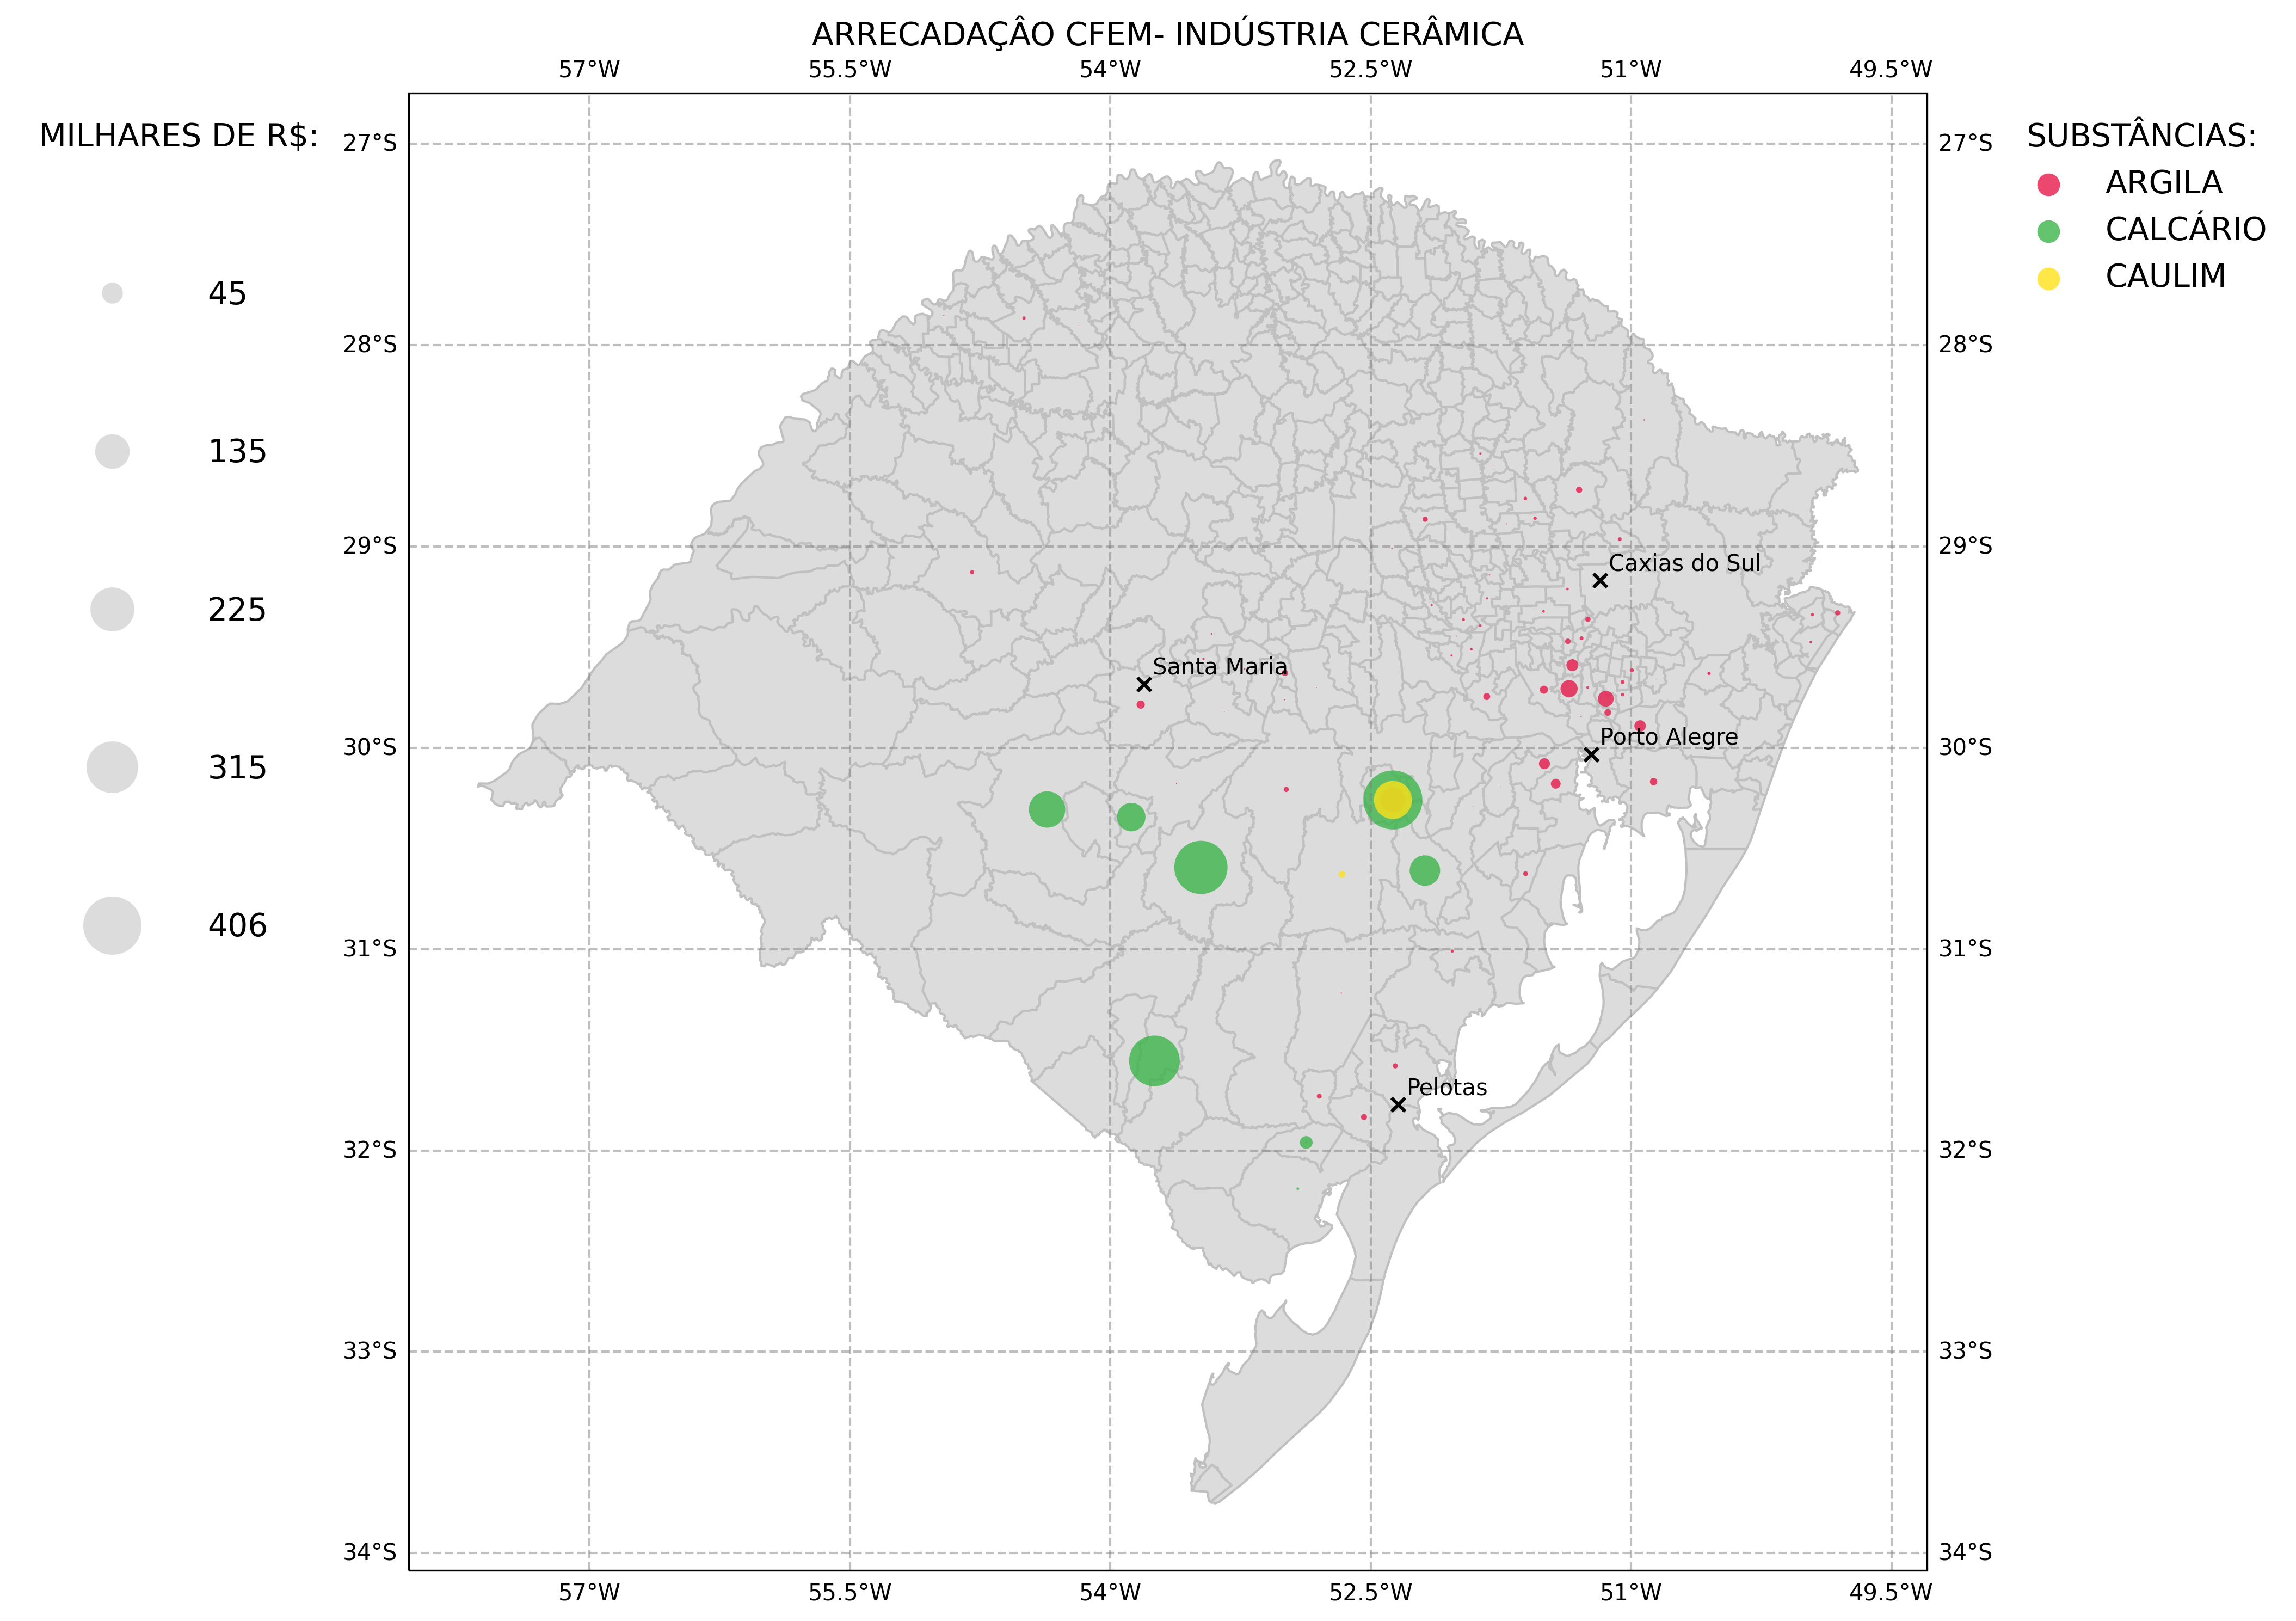 ARRECADAÇÂO CFEM- INDÚSTRIA CERÂMICA
57°W 55.5°W 54°W 52.5°W 51°W 49.5°W
MILHARES DE R$:
45
135
225
315
406
27°S
28°S
29°S
30°S
31°S
32°S
33°S
34°S
Caxias do Sul
Santa Maria
Porto Alegre
Pelotas
27°S
28°S
29°S
30°S
31°S
32°S
33°S
34°S
SUBSTÂNCIAS:
ARGILA
CALCÁRIO
CAULIM
57°W 55.5°W 54°W 52.5°W 51°W 49.5°W